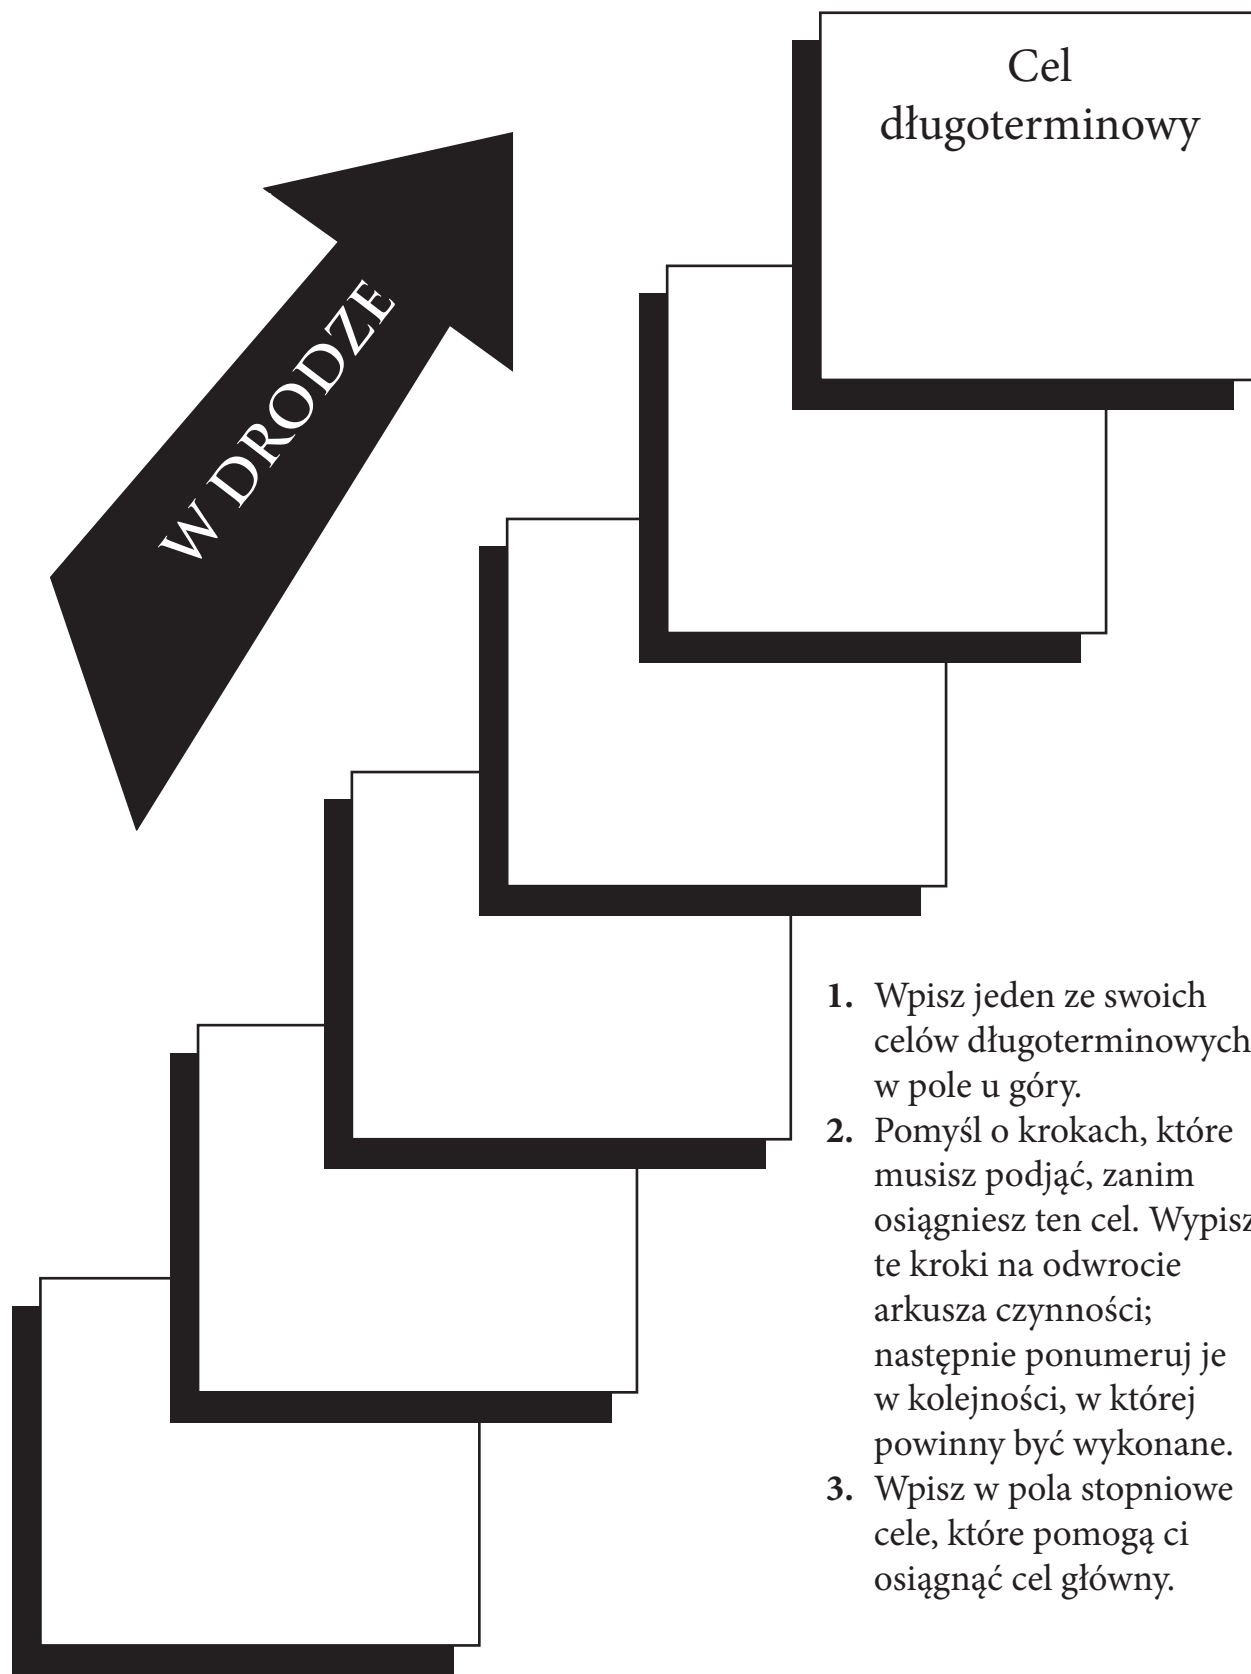 Cel
długoterminowy
W DRODZE
1. Wpisz jeden ze swoich
celów długoterminowych
w pole u góry.
2. Pomyśl o krokach, które
musisz podjąć, zanim
osiągniesz ten cel. Wypisz
te kroki na odwrocie
arkusza czynności;
następnie ponumeruj je
w kolejności, w której
powinny być wykonane.
3. Wpisz w pola stopniowe
cele, które pomogą ci
osiągnąć cel główny.